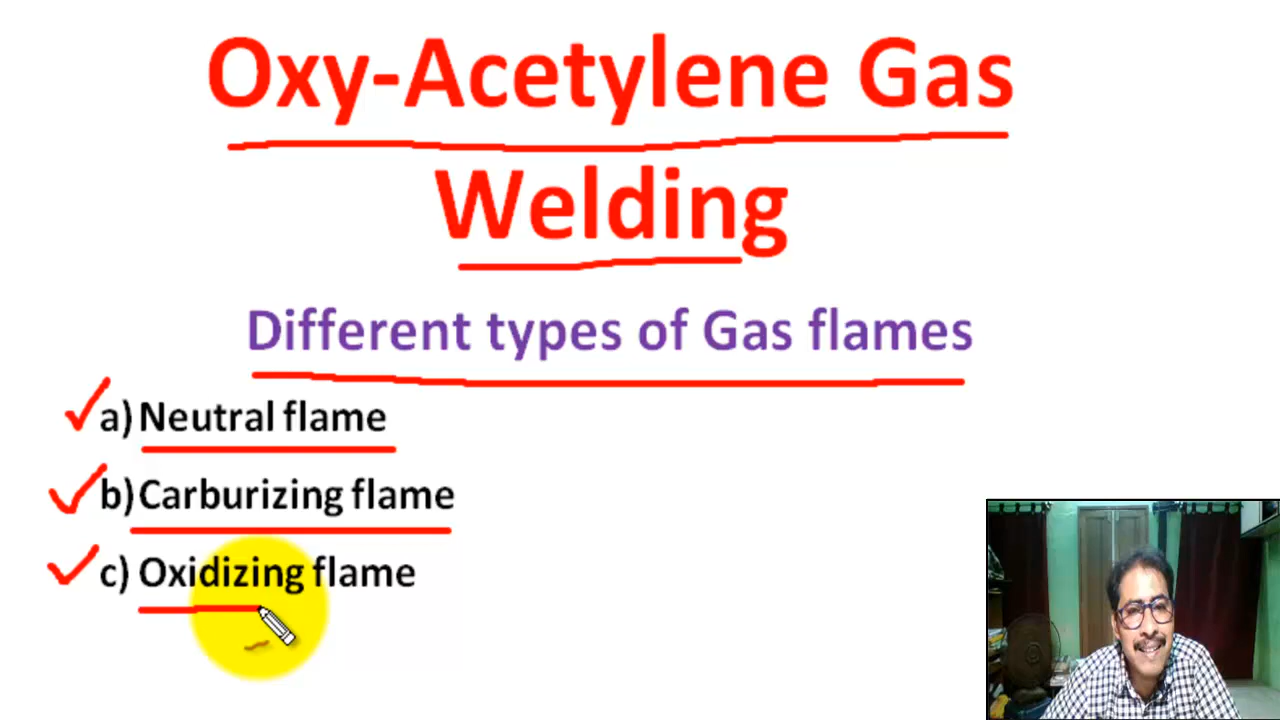 Oxy-Acetylene Gas
Welding
Different types of Gas flames
a) Neutral flame
b) Carburizing flame
c) Oxidizing flame